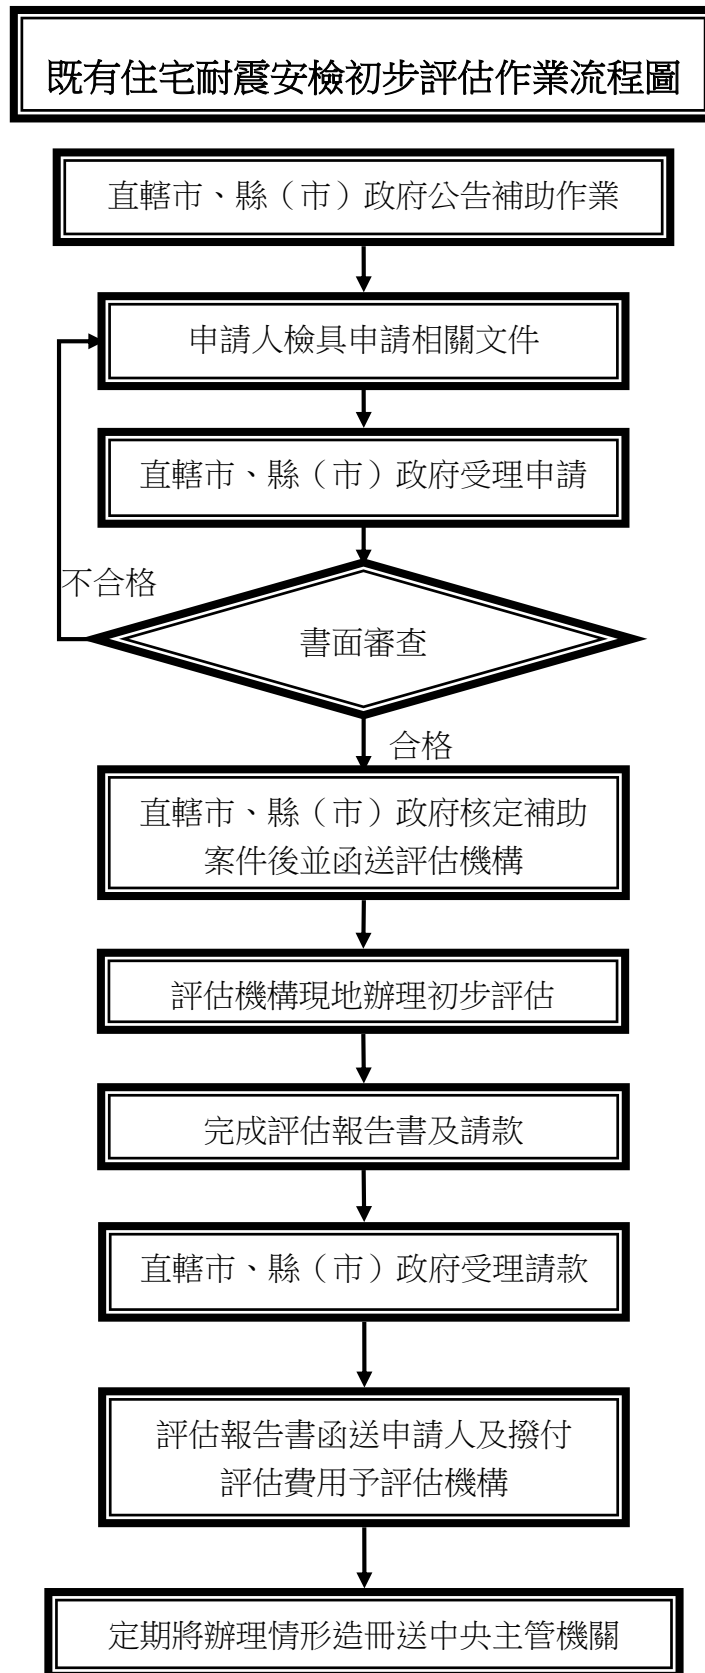 既有住宅耐震安檢初步評估作業流程圖
直轄市、縣（市）政府公告補助作業
申請人檢具申請相關文件
直轄市、縣（市）政府受理申請
不合格
書面審查
合格
直轄市、縣（市）政府核定補助
案件後並函送評估機構
評估機構現地辦理初步評估
完成評估報告書及請款
直轄市、縣（市）政府受理請款
評估報告書函送申請人及撥付
評估費用予評估機構
定期將辦理情形造冊送中央主管機關